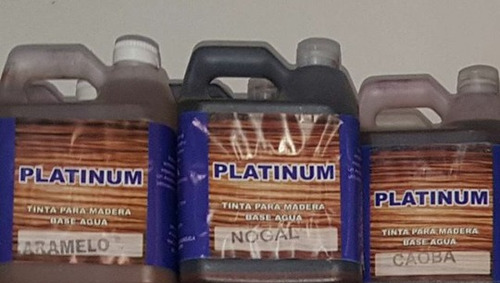 PLATINUM
TINTA PARA MADERA
BASE AGUA
ARAMELO
PLATINUM
TINTA PARA MADERA
BASE AGUA
NOGAL
PLATINUM
TINTA PARA MADERA
BASE AGUA
CAOBA